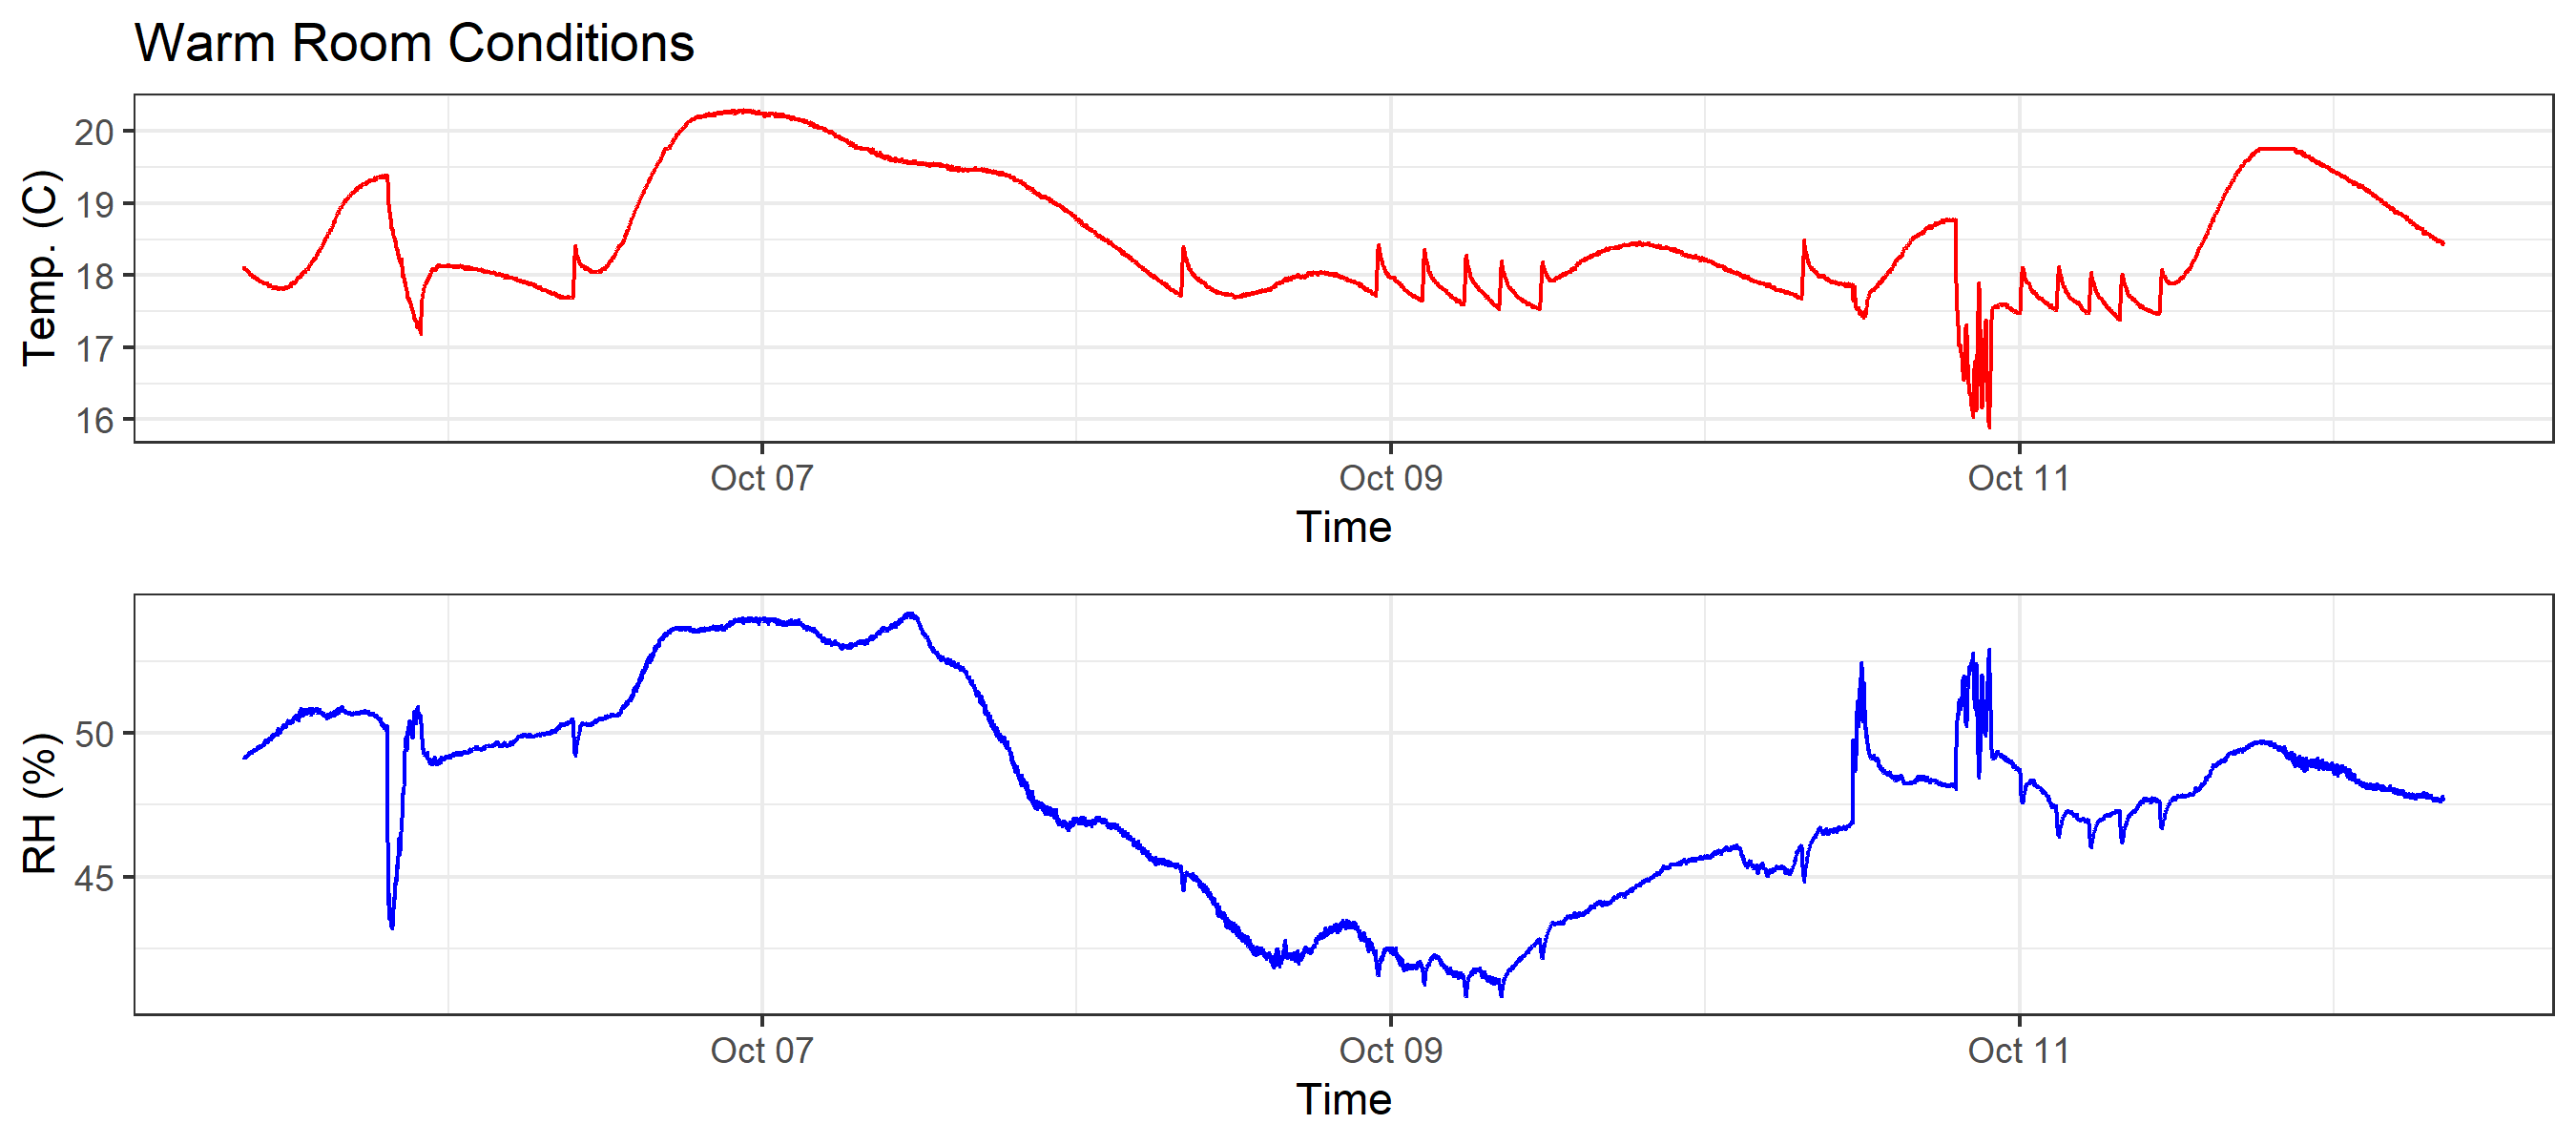 Warm Room Conditions
Temp. (C)
20
19
18
17
16
Oct 07 Oct 09 Oct 11
Time
RH (%)
50
45
Oct 07 Oct 09 Oct 11
Time